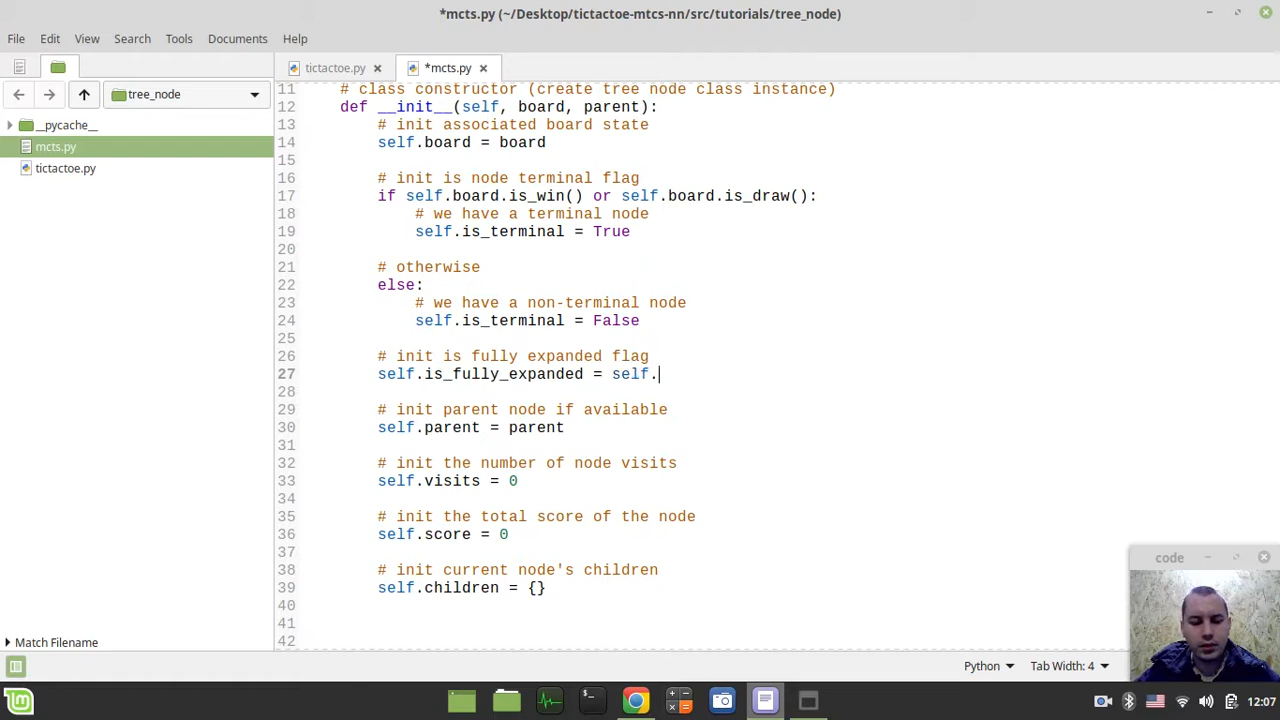 *mcts.py (~/Desktop/tictactoe-mtcs-nn/src/tutorials/tree_node)
File Edit View Search Tools Documents Help
tictactoe.py *mcts.py
tree_node
__pycache__
mcts.py
tictactoe.py
Match Filename
11 # class constructor (create tree node class instance)
12 def __init__(self, board, parent):
13 # init associated board state
14 self.board = board
15
16 # init is node terminal flag
17 if self.board.is_win() or self.board.is_draw():
18 # we have a terminal node
19 self.is_terminal = True
20
21 # otherwise
22 else:
23 # we have a non-terminal node
24 self.is_terminal = False
25
26 # init is fully expanded flag
27 self.is_fully_expanded = self.
28
29 # init parent node if available
30 self.parent = parent
31
32 # init the number of node visits
33 self.visits = 0
34
35 # init the total score of the node
36 self.score = 0
37
38 # init current node's children
39 self.children = {}
40
41
42
code
Python Tab Width: 4
12:07